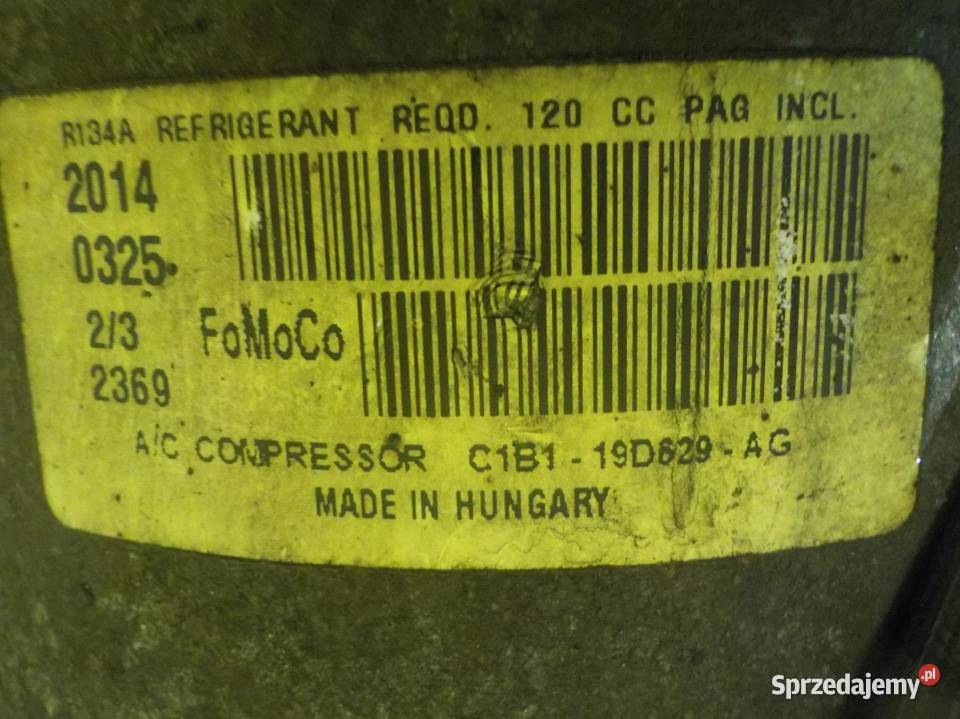 R134A REFRIGERANT REQD. 120 CC PAG INCL.
2014
0325
2/3 FoMoCo
2369
A/C COMPRESSOR C1B1-19D629-AG
MADE IN HUNGARY
Sprzedajemy.pl